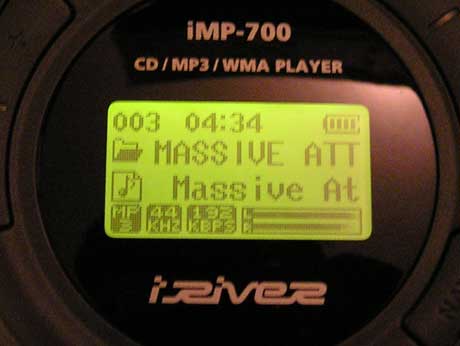 iMP-700
CD / MP3 / WMA PLAYER
003 04:34
MASSIVE ATT
Massive At
MP3 44 KHZ 192 KBPS L R
iRiver